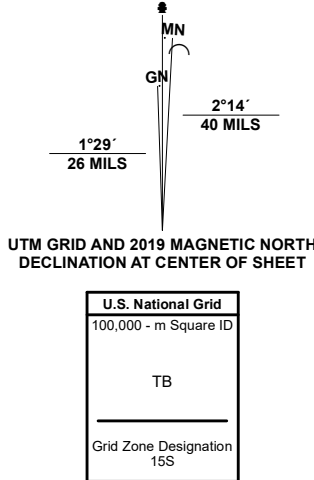 MN
GN
2°14´
40 MILS
1°29´
26 MILS
UTM GRID AND 2019 MAGNETIC NORTH
DECLINATION AT CENTER OF SHEET
U.S. National Grid
100,000 - m Square ID
TB
Grid Zone Designation
15S